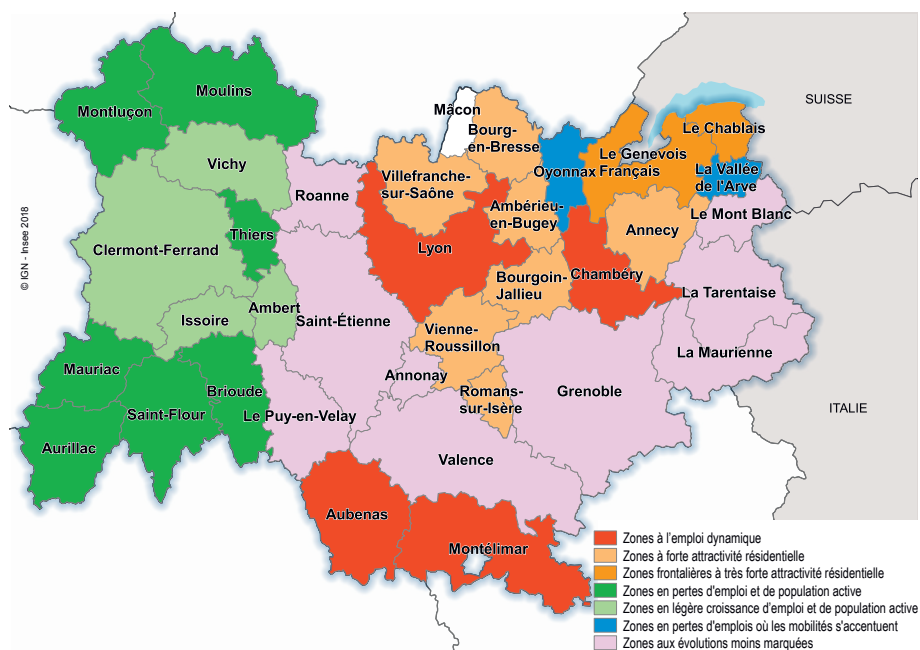 SUISSE
Moulins
Montluçon
Mâcon
Bourg-
en-Bresse
Le Chablais
Le Genevois
Français
Oyonnax
La Vallée
de l'Arve
Vichy
Villefranche-
sur-Saône
Roanne
Ambérieu-
en-Bugey
Le Mont Blanc
Annecy
Thiers
Clermont-Ferrand
Lyon
Chambéry
Bourgoin-
Jallieu
La Tarentaise
Ambert
Issoire
Saint-Étienne
Vienne-
Roussillon
La Maurienne
Mauriac
Annonay
Brioude
Romans-
sur-Isère
Grenoble
Saint-Flour
Le Puy-en-Velay
ITALIE
Aurillac
Valence
Aubenas
Montélimar
© IGN - Insee 2018
Zones à l'emploi dynamique
Zones à forte attractivité résidentielle
Zones frontalières à très forte attractivité résidentielle
Zones en pertes d'emploi et de population active
Zones en légère croissance d'emploi et de population active
Zones en pertes d'emplois où les mobilités s'accentuent
Zones aux évolutions moins marquées